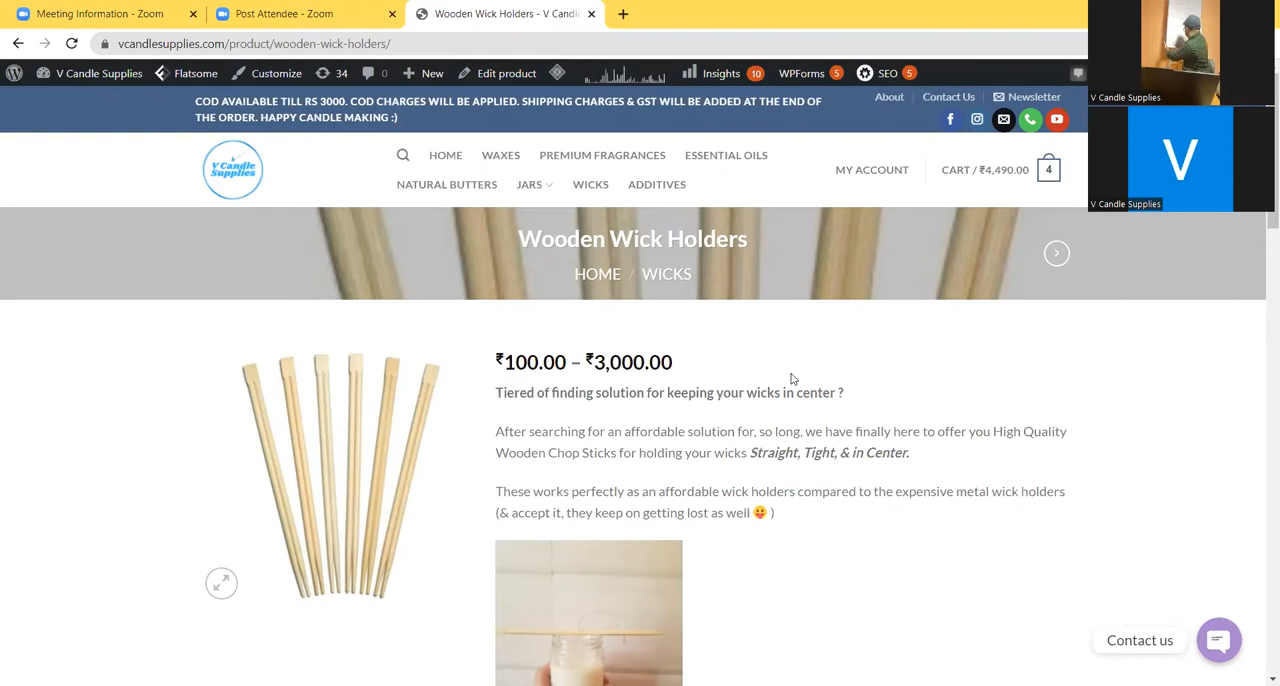 Meeting Information - Zoom
Post Attendee - Zoom
Wooden Wick Holders - V Candl
vcandlesupplies.com/product/wooden-wick-holders/
V Candle Supplies
Flatsome
Customize
34
0
New
Edit product
Insights 10
WPForms 5
SEO 5
V Candle Supplies
COD AVAILABLE TILL RS 3000. COD CHARGES WILL BE APPLIED. SHIPPING CHARGES & GST WILL BE ADDED AT THE END OF
THE ORDER. HAPPY CANDLE MAKING :)
About
Contact Us
Newsletter
V Candle
Supplies
HOME
WAXES
PREMIUM FRAGRANCES
ESSENTIAL OILS
NATURAL BUTTERS
JARS
WICKS
ADDITIVES
MY ACCOUNT
CART / ₹4,490.00
4
V
V Candle Supplies
Wooden Wick Holders
HOME / WICKS
₹100.00 – ₹3,000.00
Tiered of finding solution for keeping your wicks in center ?
After searching for an affordable solution for, so long, we have finally here to offer you High Quality
Wooden Chop Sticks for holding your wicks Straight, Tight, & in Center.
These works perfectly as an affordable wick holders compared to the expensive metal wick holders
(& accept it, they keep on getting lost as well 😛 )
Contact us